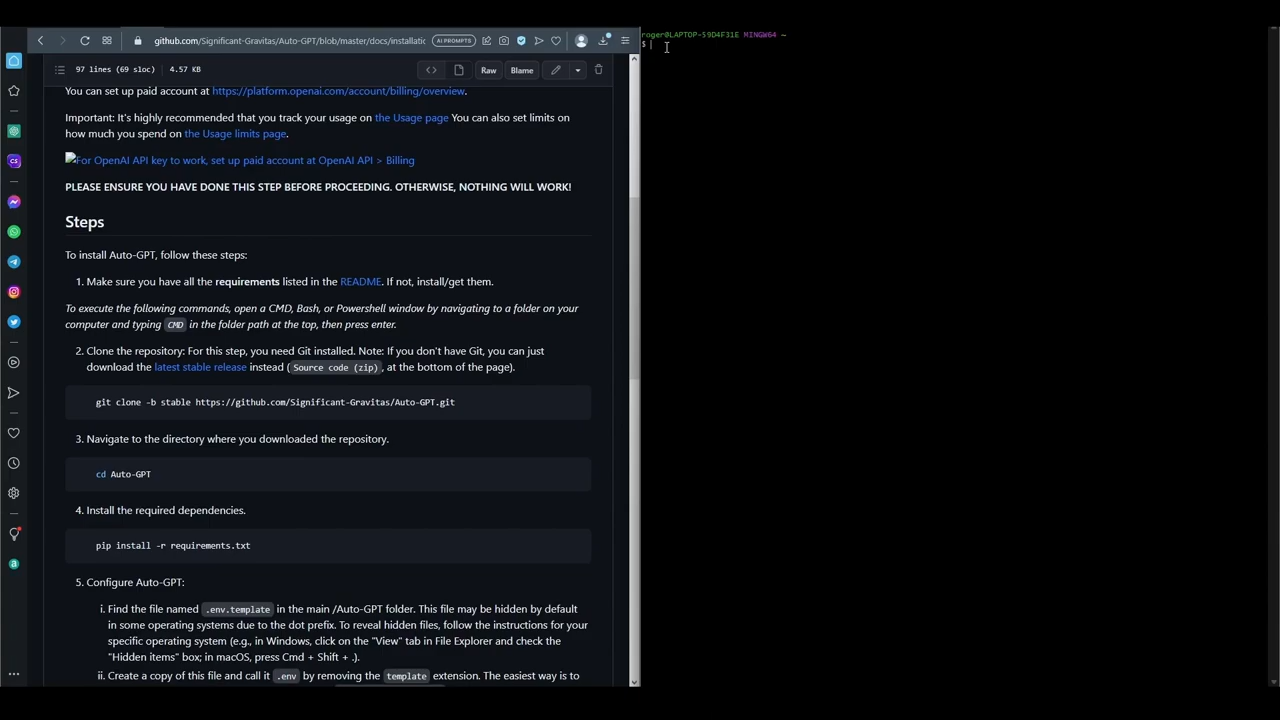 github.com/Significant-Gravitas/Auto-GPT/blob/master/docs/installatic
AI PROMPTS
97 lines (69 sloc)
4.57 KB
Raw
Blame
You can set up paid account at https://platform.openai.com/account/billing/overview.
Important: It's highly recommended that you track your usage on the Usage page You can also set limits on
how much you spend on the Usage limits page.
For OpenAI API key to work, set up paid account at OpenAI API > Billing
PLEASE ENSURE YOU HAVE DONE THIS STEP BEFORE PROCEEDING. OTHERWISE, NOTHING WILL WORK!
Steps
To install Auto-GPT, follow these steps:
1. Make sure you have all the requirements listed in the README. If not, install/get them.
To execute the following commands, open a CMD, Bash, or Powershell window by navigating to a folder on your
computer and typing CMD in the folder path at the top, then press enter.
2. Clone the repository: For this step, you need Git installed. Note: If you don't have Git, you can just
download the latest stable release instead (Source code (zip), at the bottom of the page).
git clone -b stable https://github.com/Significant-Gravitas/Auto-GPT.git
3. Navigate to the directory where you downloaded the repository.
cd Auto-GPT
4. Install the required dependencies.
pip install -r requirements.txt
5. Configure Auto-GPT:
i. Find the file named .env.template in the main /Auto-GPT folder. This file may be hidden by default
in some operating systems due to the dot prefix. To reveal hidden files, follow the instructions for your
specific operating system (e.g., in Windows, click on the "View" tab in File Explorer and check the
"Hidden items" box; in macOS, press Cmd + Shift + .).
ii. Create a copy of this file and call it .env by removing the template extension. The easiest way is to
CS
a
roger@LAPTOP-59D4F31E MINGW64 ~
$